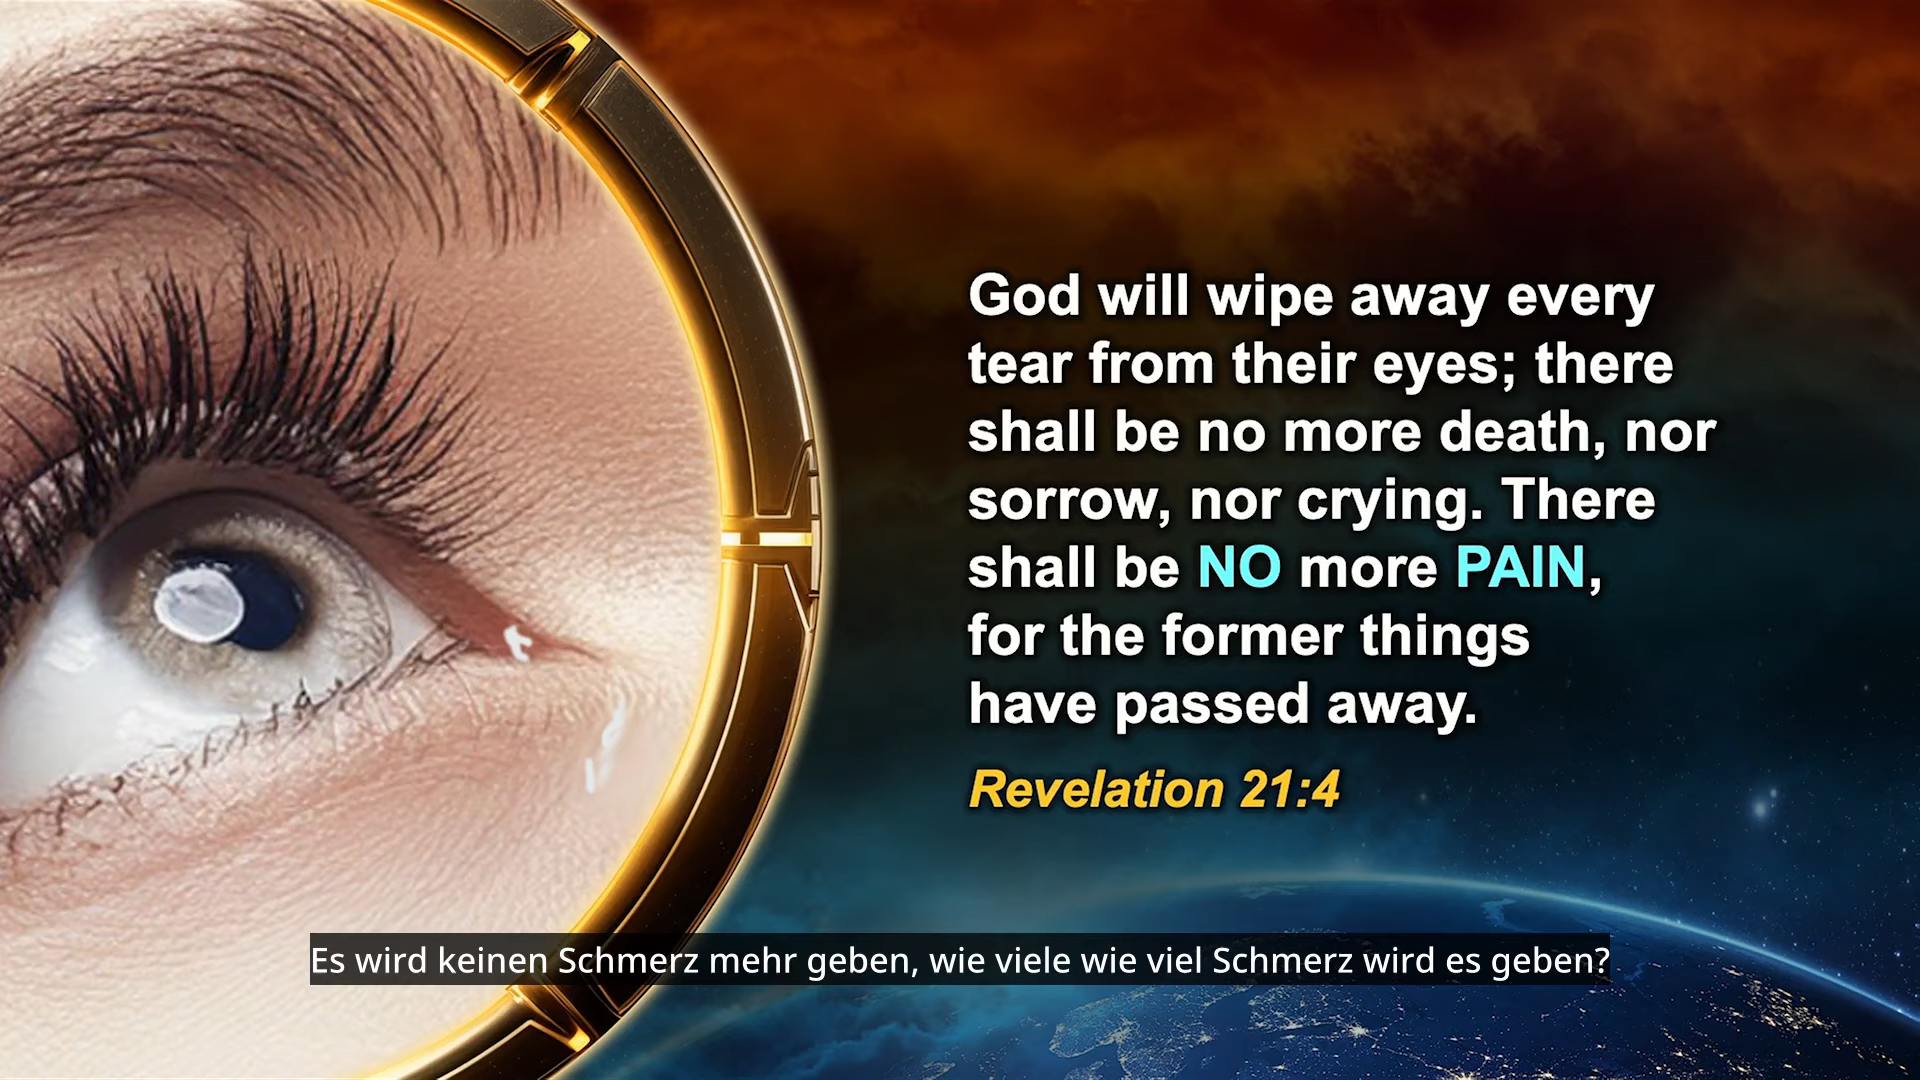 God will wipe away every
tear from their eyes; there
shall be no more death, nor
sorrow, nor crying. There
shall be NO more PAIN,
for the former things
have passed away.
Revelation 21:4
Es wird keinen Schmerz mehr geben, wie viele wie viel Schmerz wird es geben?